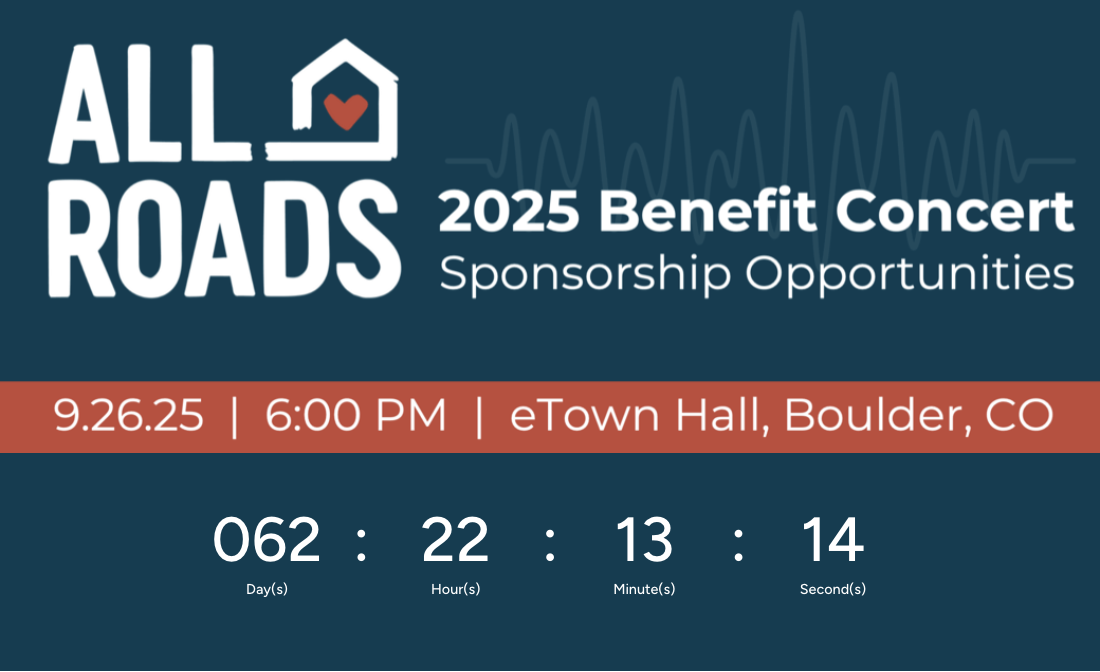 ALL
ROADS
2025 Benefit Concert
Sponsorship Opportunities
9.26.25 | 6:00 PM | eTown Hall, Boulder, CO
062 : 22 : 13 : 14
Day(s) Hour(s) Minute(s) Second(s)